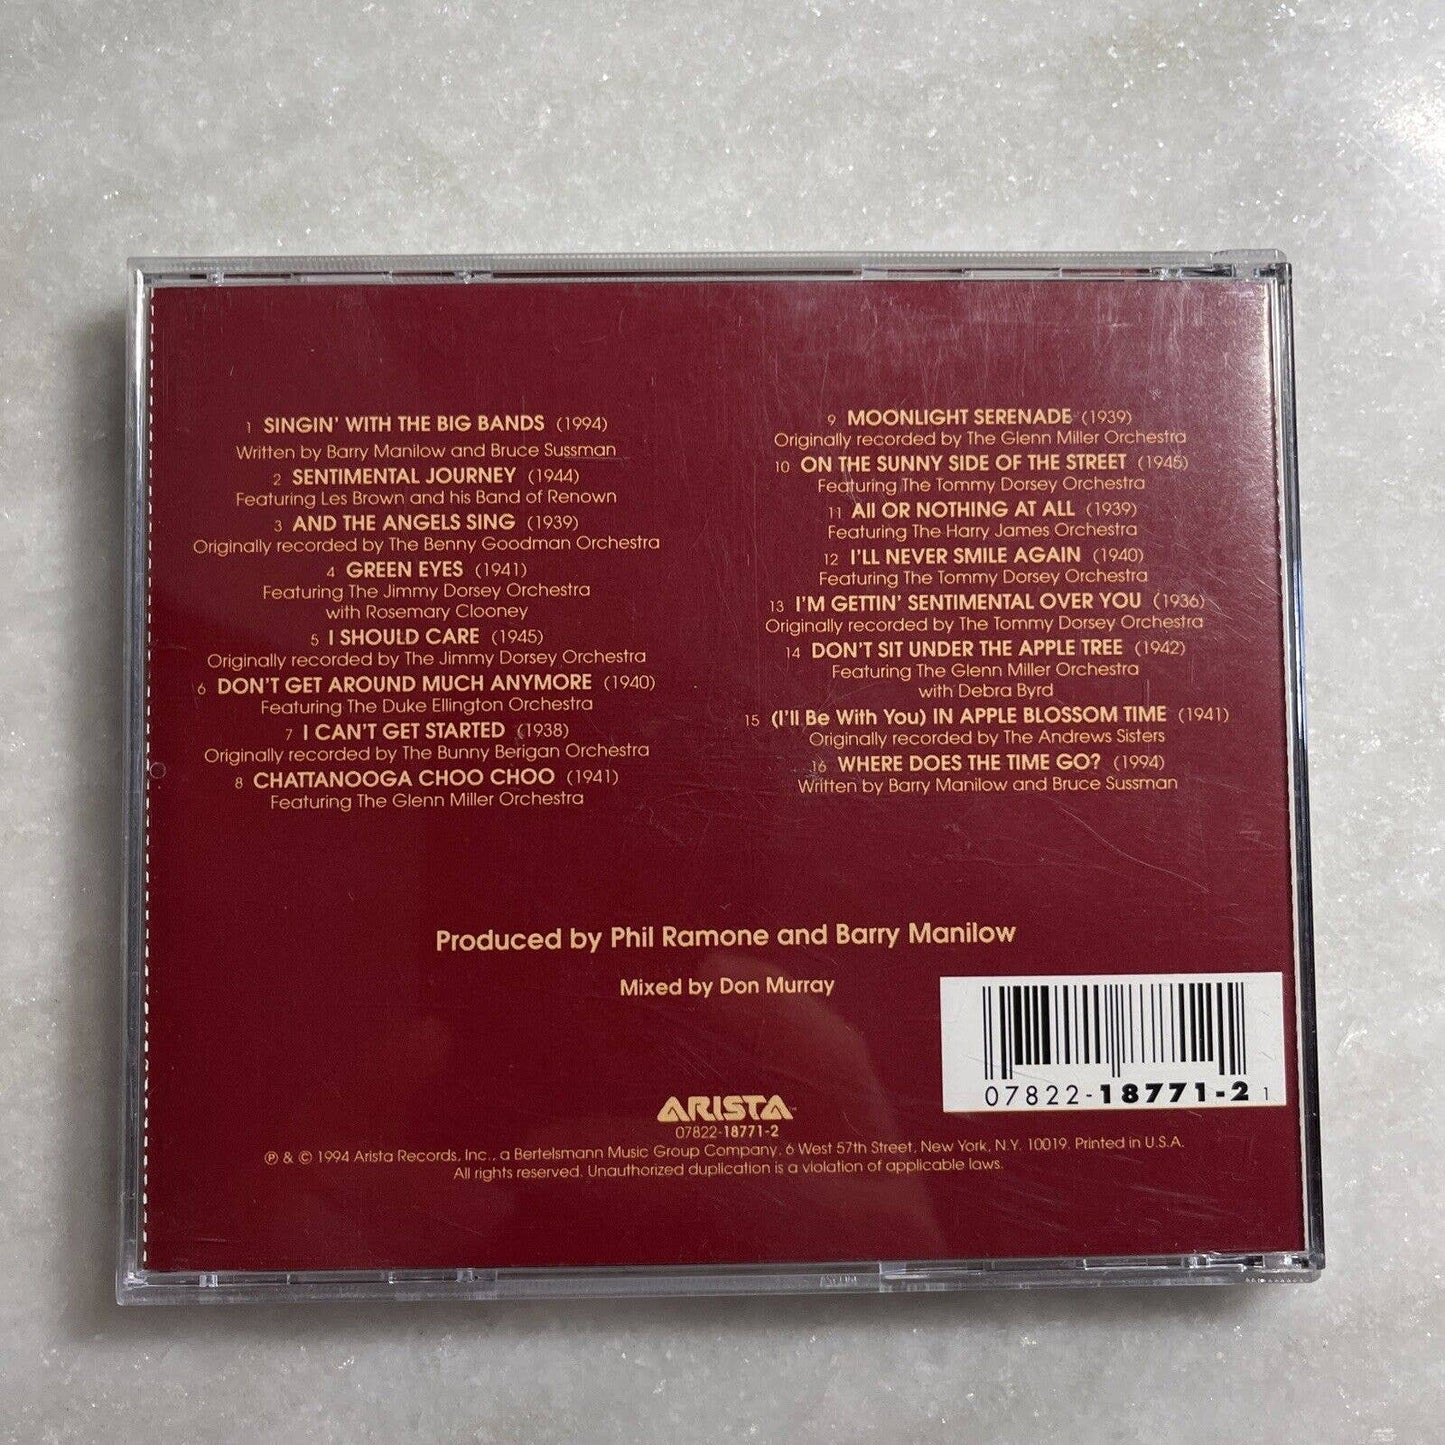 1 SINGIN' WITH THE BIG BANDS (1994)
Written by Barry Manilow and Bruce Sussman
2 SENTIMENTAL JOURNEY (1944)
Featuring Les Brown and his Band of Renown
3 AND THE ANGELS SING (1939)
Originally recorded by The Benny Goodman Orchestra
4 GREEN EYES (1941)
Featuring The Jimmy Dorsey Orchestra
with Rosemary Clooney
5 I SHOULD CARE (1945)
Originally recorded by The Jimmy Dorsey Orchestra
6 DON'T GET AROUND MUCH ANYMORE (1940)
Featuring The Duke Ellington Orchestra
7 I CAN'T GET STARTED (1938)
Originally recorded by The Bunny Berigan Orchestra
8 CHATTANOOGA CHOO CHOO (1941)
Featuring The Glenn Miller Orchestra
9 MOONLIGHT SERENADE (1939)
Originally recorded by The Glenn Miller Orchestra
10 ON THE SUNNY SIDE OF THE STREET (1945)
Featuring The Tommy Dorsey Orchestra
11 All OR NOTHING AT ALL (1939)
Featuring The Harry James Orchestra
12 I'LL NEVER SMILE AGAIN (1940)
Featuring The Tommy Dorsey Orchestra
13 I'M GETTIN' SENTIMENTAL OVER YOU (1936)
Originally recorded by The Tommy Dorsey Orchestra
14 DON'T SIT UNDER THE APPLE TREE (1942)
Featuring The Glenn Miller Orchestra
with Debra Byrd
15 (I'll Be With You) IN APPLE BLOSSOM TIME (1941)
Originally recorded by The Andrews Sisters
16 WHERE DOES THE TIME GO? (1994)
Written by Barry Manilow and Bruce Sussman
Produced by Phil Ramone and Barry Manilow
Mixed by Don Murray
07822-18771-2 1
ARISTA™
07822-18771-2
℗ & © 1994 Arista Records, Inc., a Bertelsmann Music Group Company, 6 West 57th Street, New York, N.Y. 10019. Printed in U.S.A.
All rights reserved. Unauthorized duplication is a violation of applicable laws.